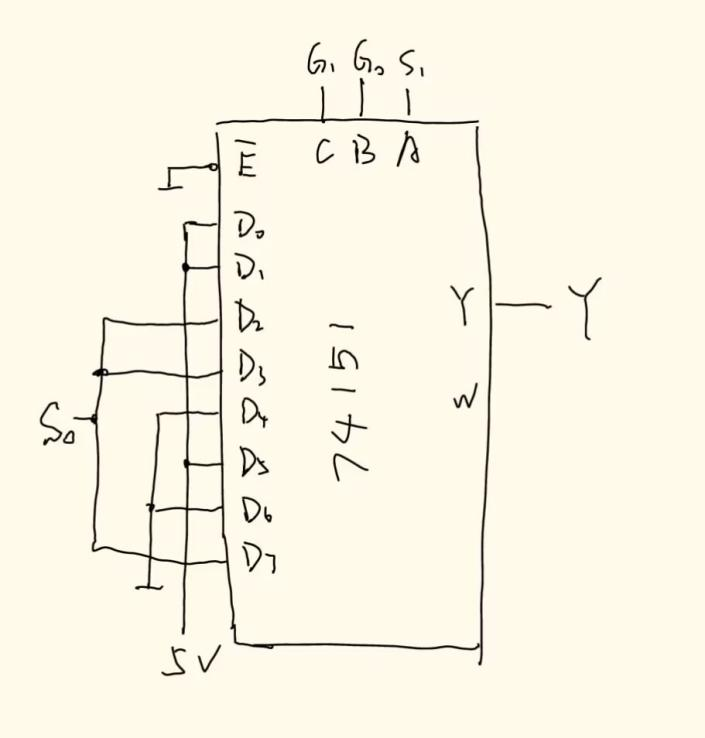 G₁ G₀ S₁
C B A
E̅
D₀
D₁
D₂
Y — Y
D₃
W
S₀
D₄
D₅
D₆
D₇
74151
5V